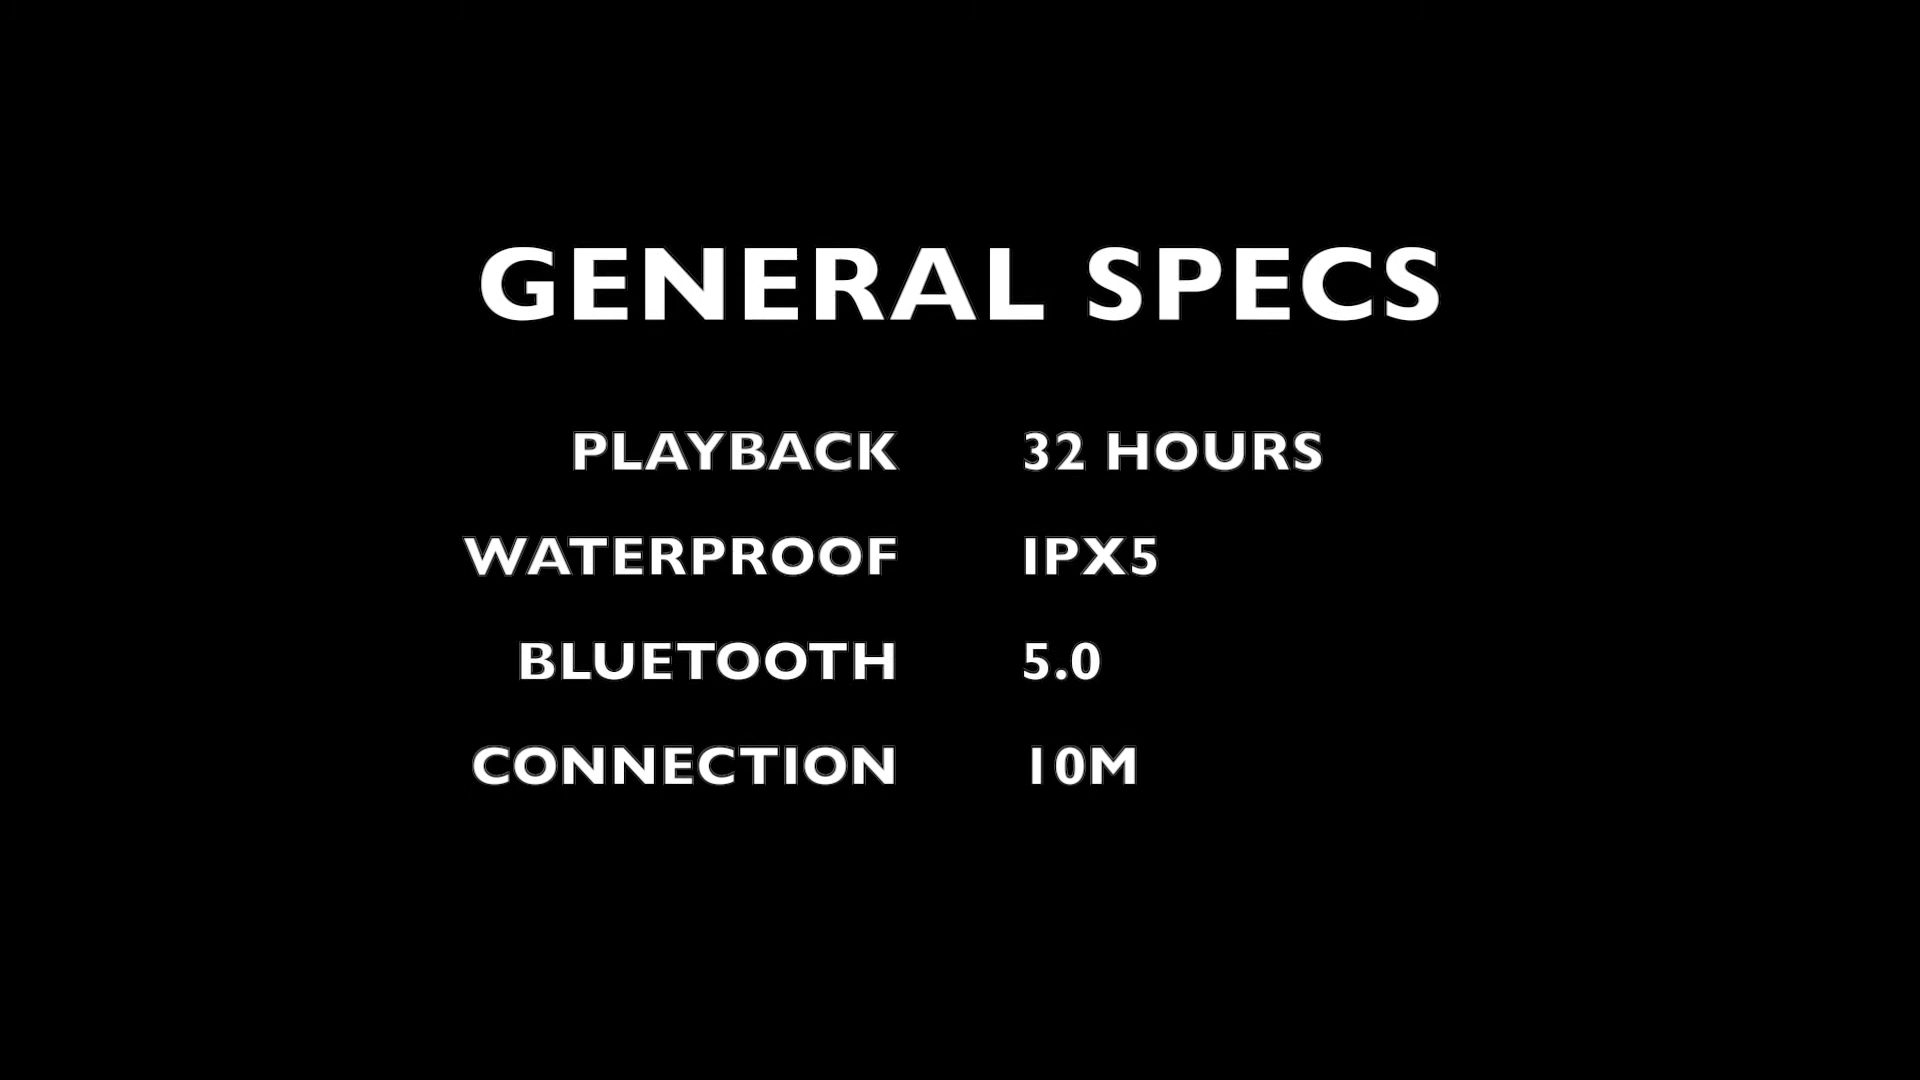 GENERAL SPECS
PLAYBACK 32 HOURS
WATERPROOF IPX5
BLUETOOTH 5.0
CONNECTION 10M